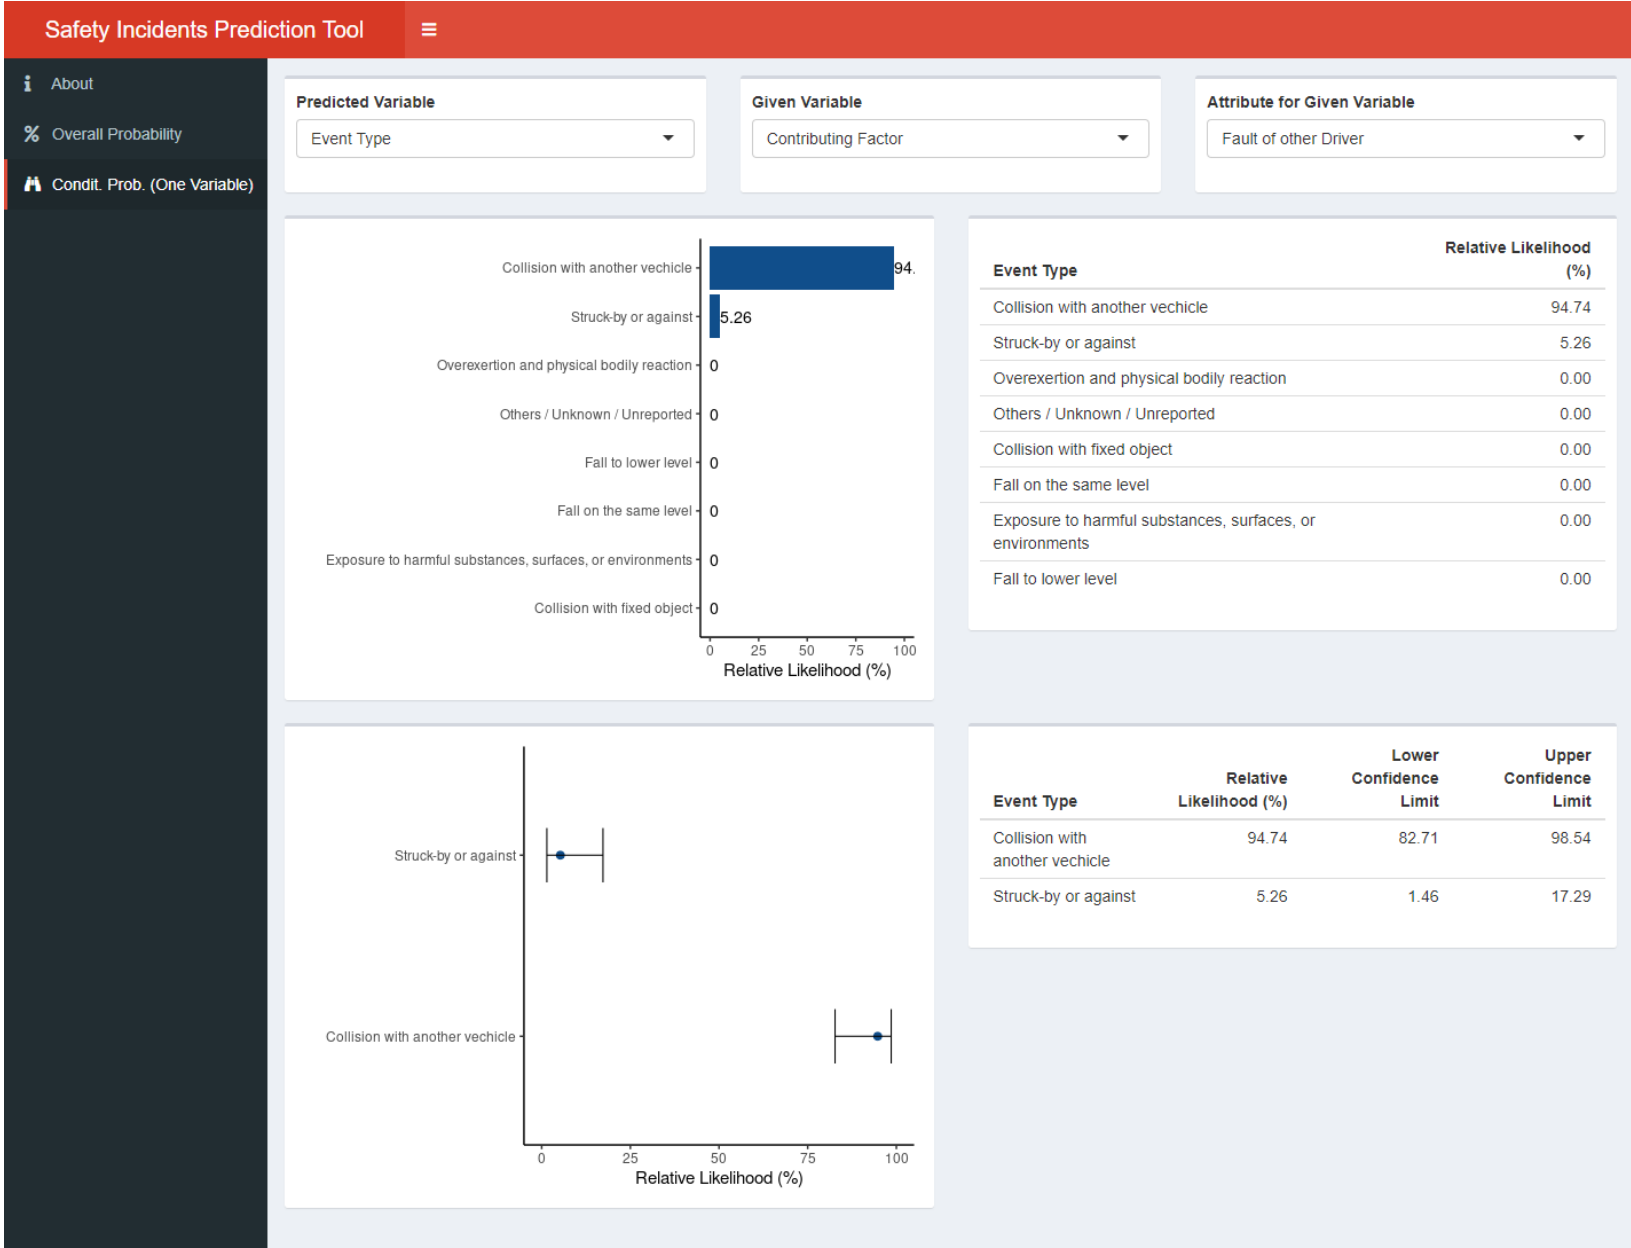 Safety Incidents Prediction Tool
About
Overall Probability
Condit. Prob. (One Variable)
Predicted Variable
Event Type
Given Variable
Contributing Factor
Attribute for Given Variable
Fault of other Driver
Collision with another vechicle
94.
Struck-by or against
5.26
Overexertion and physical bodily reaction
0
Others / Unknown / Unreported
0
Fall to lower level
0
Fall on the same level
0
Exposure to harmful substances, surfaces, or environments
0
Collision with fixed object
0
0 25 50 75 100
Relative Likelihood (%)
Relative Likelihood
Event Type (%)
Collision with another vechicle 94.74
Struck-by or against 5.26
Overexertion and physical bodily reaction 0.00
Others / Unknown / Unreported 0.00
Collision with fixed object 0.00
Fall on the same level 0.00
Exposure to harmful substances, surfaces, or 0.00
environments
Fall to lower level 0.00
Struck-by or against
Collision with another vechicle
0 25 50 75 100
Relative Likelihood (%)
Lower Upper
Relative Confidence Confidence
Event Type Likelihood (%) Limit Limit
Collision with 94.74 82.71 98.54
another vechicle
Struck-by or against 5.26 1.46 17.29